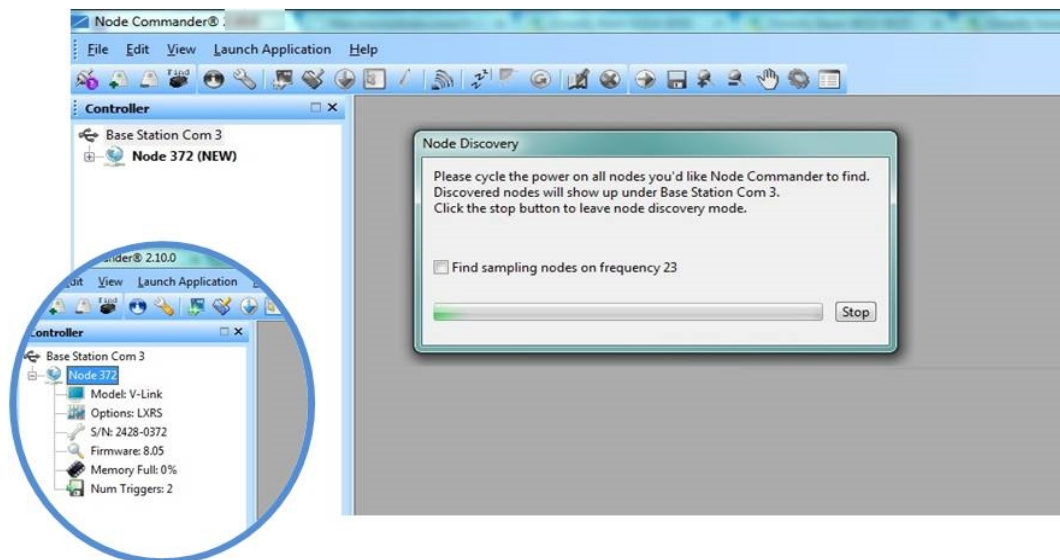 Node Commander®
File Edit View Launch Application Help
Find
Controller
Base Station Com 3
Node 372 (NEW)
Node Discovery
Please cycle the power on all nodes you'd like Node Commander to find.
Discovered nodes will show up under Base Station Com 3.
Click the stop button to leave node discovery mode.
Find sampling nodes on frequency 23
Stop
ander® 2.10.0
dit View Launch Application
Find
Controller
Base Station Com 3
Node 372
Model: V-Link
Options: LXRS
S/N: 2428-0372
Firmware: 8.05
Memory Full: 0%
Num Triggers: 2